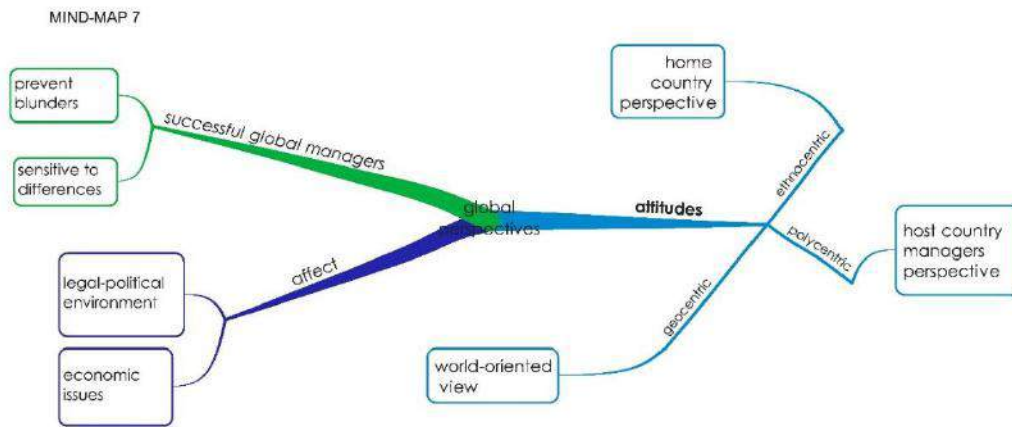 MIND-MAP 7
prevent
blunders
sensitive to
differences
successful global managers
legal-political
environment
economic
issues
affect
global
perspectives
attitudes
ethnocentric
home
country
perspective
polycentric
host country
managers
perspective
geocentric
world-oriented
view